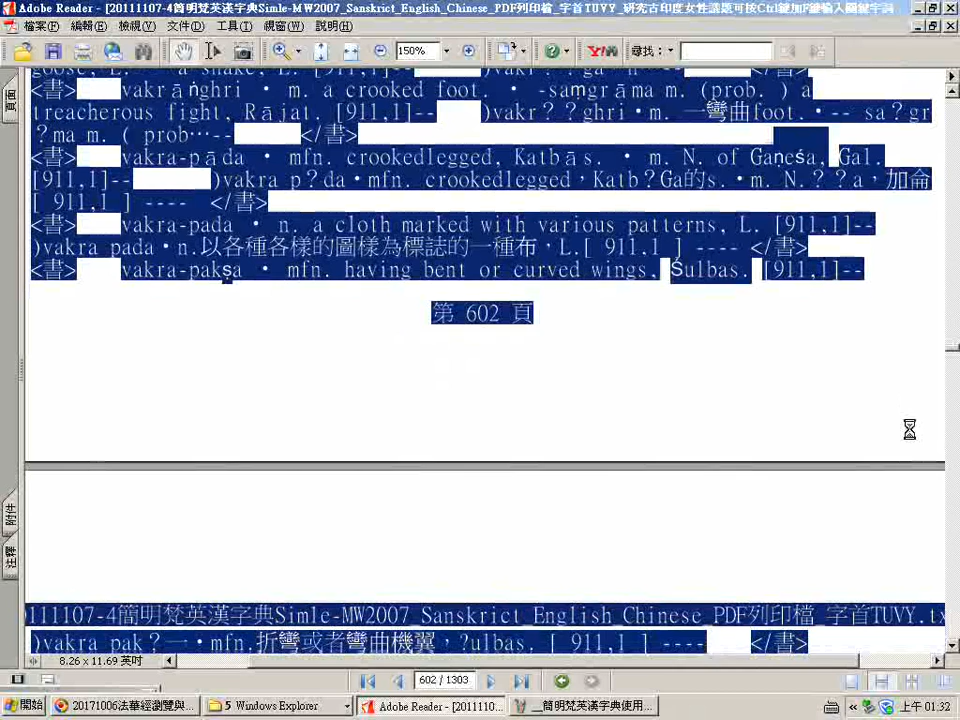 Adobe Reader - [20111107-4簡明梵英漢字典Simle-MW2007_Sanskrict_English_Chinese_PDF列印檔_字首TUVY_研究古印度女性議題可按Ctrl鍵加F鍵輸入關鍵字詞
檔案(F) 編輯(E) 檢視(V) 文件(D) 工具(T) 視窗(W) 說明(H)
150% Y! 尋找:
goose, L. • a snake, L. [911,1]-- )vakr??ga </書>
<書> vakrāṅghri • m. a crooked foot. • -saṃgrāma m. (prob. ) a
treacherous fight, Rājat. [911,1]-- )vakr??ghri•m. 一彎曲foot.•-- sa?gr
?ma m. ( prob…-- </書>
<書> vakra-pāda • mfn. crookedlegged, Katbās. • m. N. of Gaṇeśa, Gal.
[911,1]-- )vakra p?da•mfn. crookedlegged，Katb?Ga的s.•m. N.??a，加侖
[ 911,1 ] ---- </書>
<書> vakra-pada • n. a cloth marked with various patterns, L. [911,1]--
)vakra pada•n.以各種各樣的圖樣為標誌的一種布，L.[ 911,1 ] ---- </書>
<書> vakra-pakṣa • mfn. having bent or curved wings, Śulbas. [911,1]--
第 602 頁
111107-4簡明梵英漢字典Simle-MW2007_Sanskrict_English_Chinese_PDF列印檔_字首TUVY.tx
)vakra pak?一•mfn.折彎或者彎曲機翼，?ulbas. [ 911,1 ] ---- </書>
頁面
附件
註釋
8.26 x 11.69 英吋
602 / 1303
開始 20171006法華經瀏覽與... 5 Windows Explorer Adobe Reader - [2011110... __簡明梵英漢字典使用... 上午 01:32